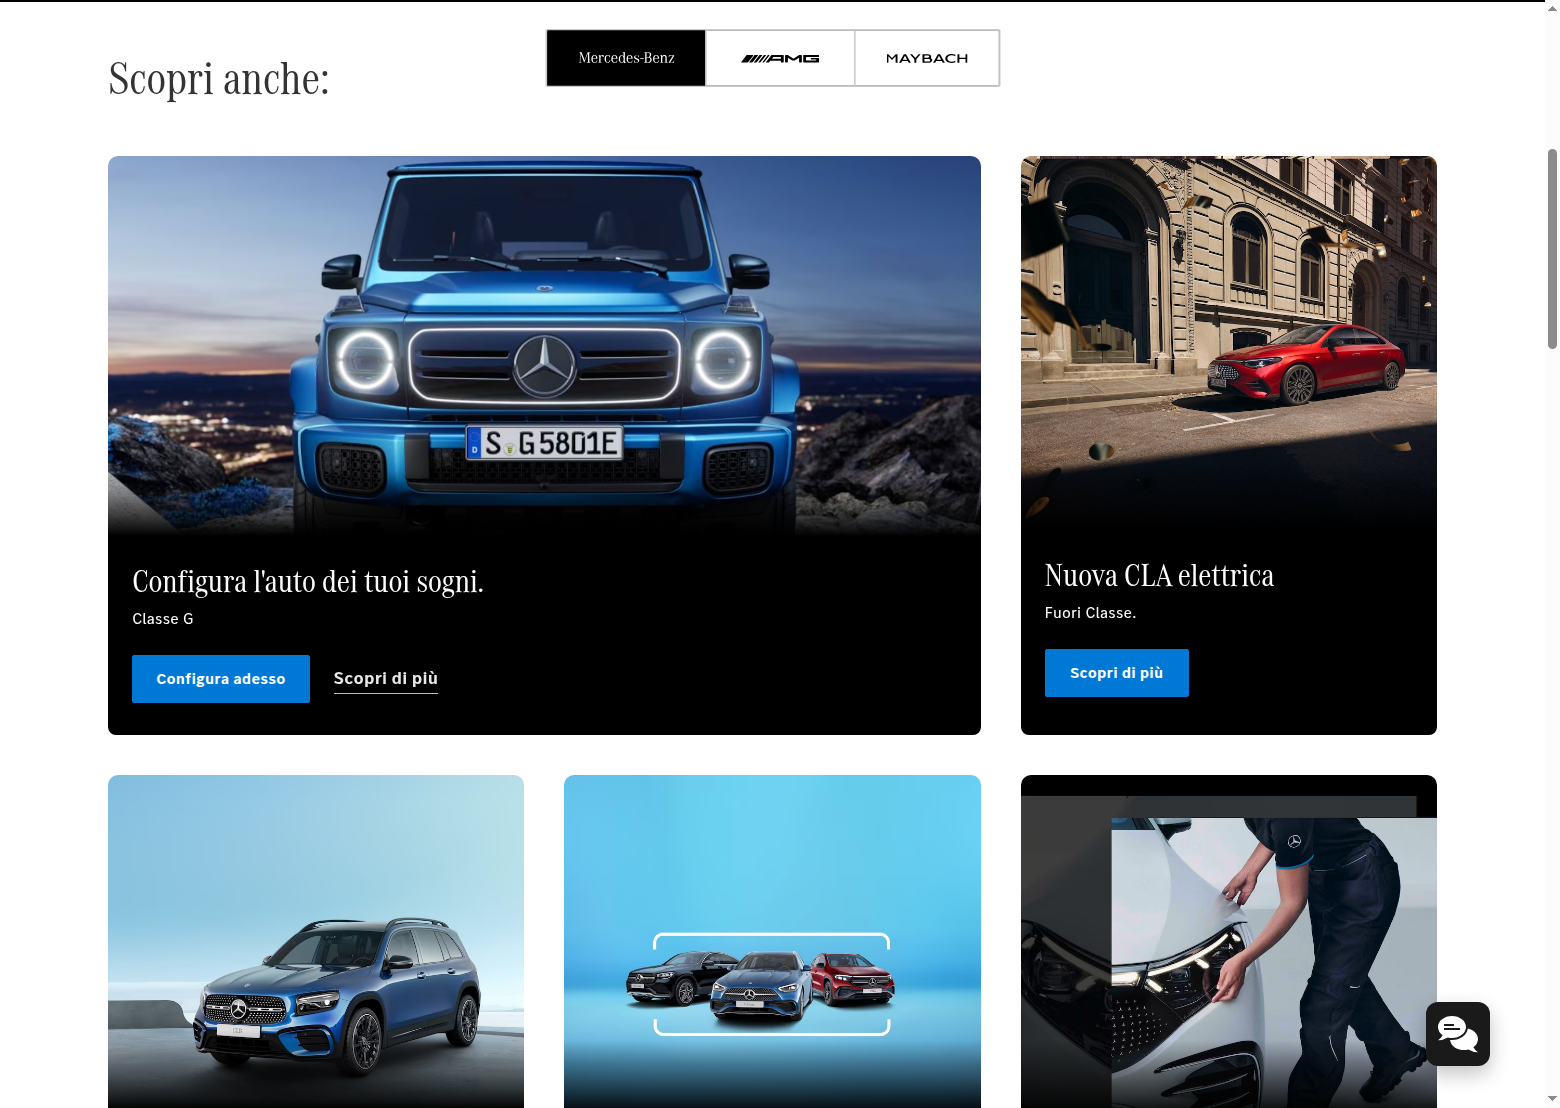 Mercedes-Benz
AMG
MAYBACH
Scopri anche:
S G 5801E
D
Configura l'auto dei tuoi sogni.
Classe G
Configura adesso
Scopri di più
Nuova CLA elettrica
Fuori Classe.
Scopri di più